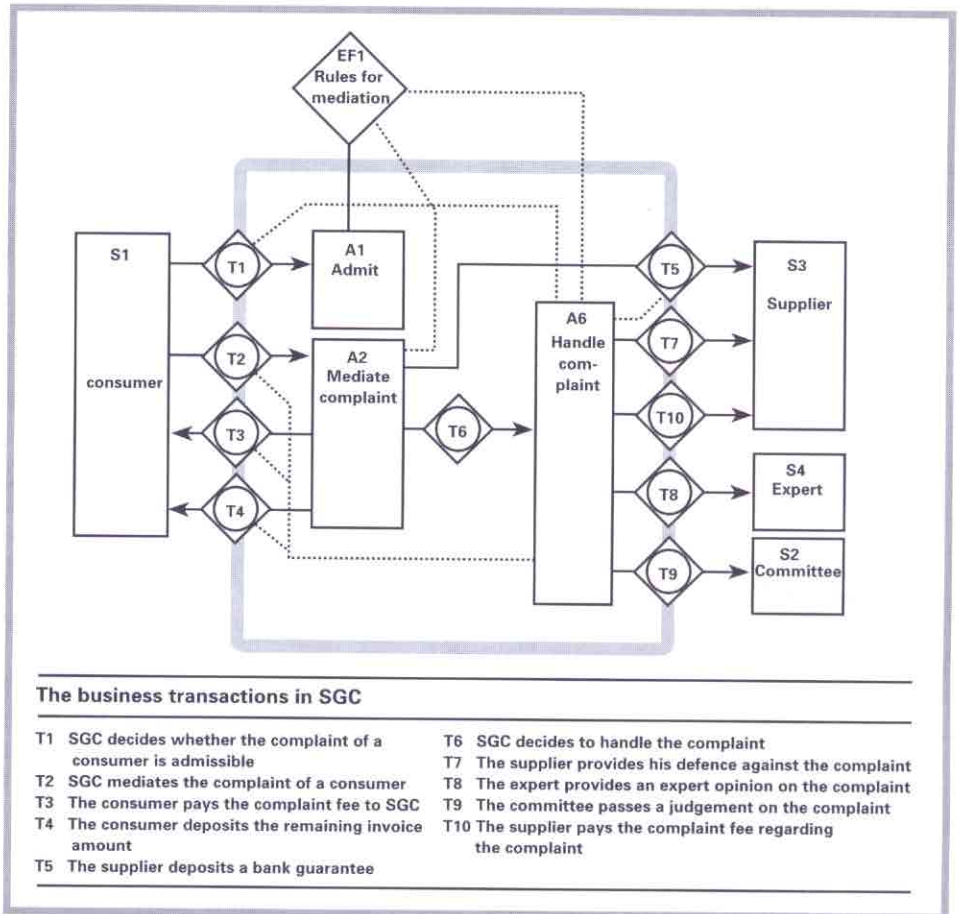 EF1
Rules for
mediation
S1
consumer
T1
A1
Admit
T2
A2
Mediate
complaint
T3
T4
T6
A6
Handle
com-
plaint
T5
T7
T10
T8
T9
S3
Supplier
S4
Expert
S2
Committee
The business transactions in SGC
T1 SGC decides whether the complaint of a
consumer is admissible
T2 SGC mediates the complaint of a consumer
T3 The consumer pays the complaint fee to SGC
T4 The consumer deposits the remaining invoice
amount
T5 The supplier deposits a bank guarantee
T6 SGC decides to handle the complaint
T7 The supplier provides his defence against the complaint
T8 The expert provides an expert opinion on the complaint
T9 The committee passes a judgement on the complaint
T10 The supplier pays the complaint fee regarding
the complaint